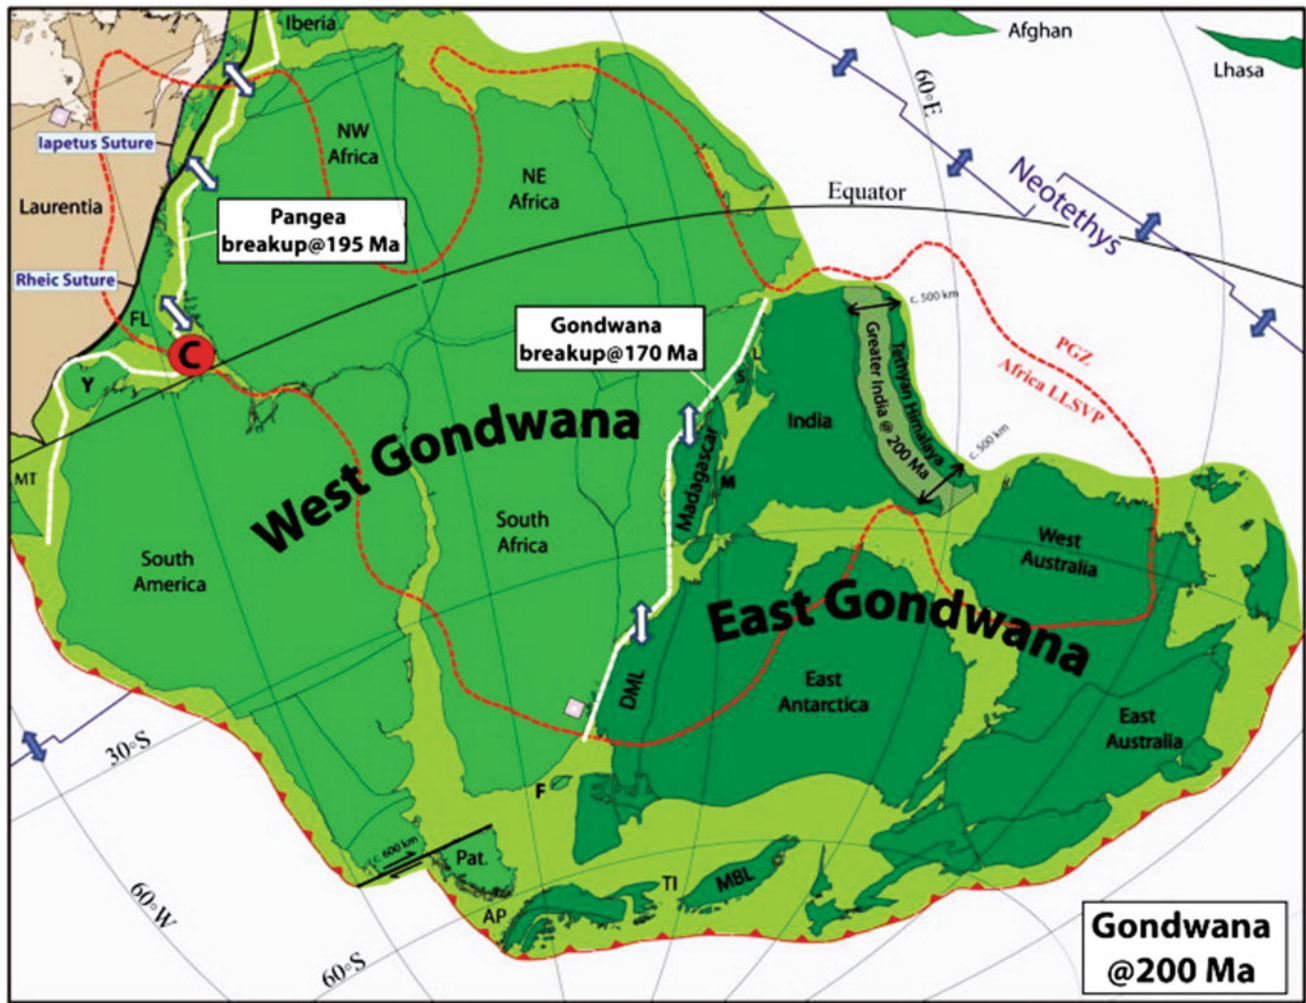 Iberia
Afghan
Lhasa
60°E
NW
Africa
NE
Africa
Iapetus Suture
Laurentia
Equator
Neotethys
Pangea
breakup@195 Ma
Rheic Suture
FL
c. 500 km
Gondwana
breakup@170 Ma
C
Y
L
S
PGZ
Africa LLSVP
Tethyan Himalaya
Greater India @ 200 Ma
India
c. 500 km
West Gondwana
MT
Madagascar
M
South
Africa
South
America
West
Australia
East Gondwana
DML
East
Antarctica
East
Australia
30°S
F
c. 600 km
Pat.
TI
MBL
AP
60°W
60°S
Gondwana
@200 Ma